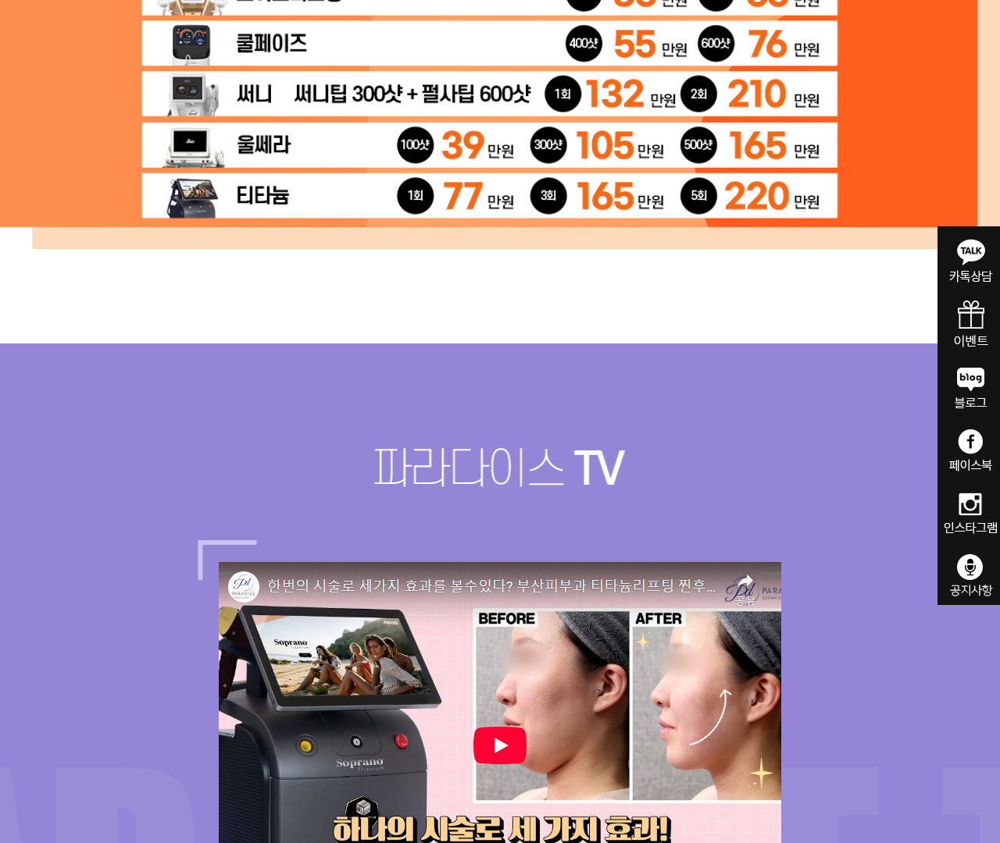 만원 만원
쿨페이즈 400샷 55 만원 600샷 76 만원
써니 써니팁 300샷 + 펄사팁 600샷 1회 132 만원 2회 210 만원
울쎄라 100샷 39 만원 300샷 105 만원 500샷 165 만원
티타늄 1회 77 만원 3회 165 만원 5회 220 만원
TALK
카톡상담
이벤트
blog
블로그
페이스북
인스타그램
공지사항
파라다이스 TV
Pd
PARADISE
한번의 시술로 세가지 효과를 볼수있다? 부산피부과 티타늄리프팅 찐후...
공유
BEFORE
AFTER
Soprano
titanium
Soprano
titanium
하나의 시술로 세 가지 효과!